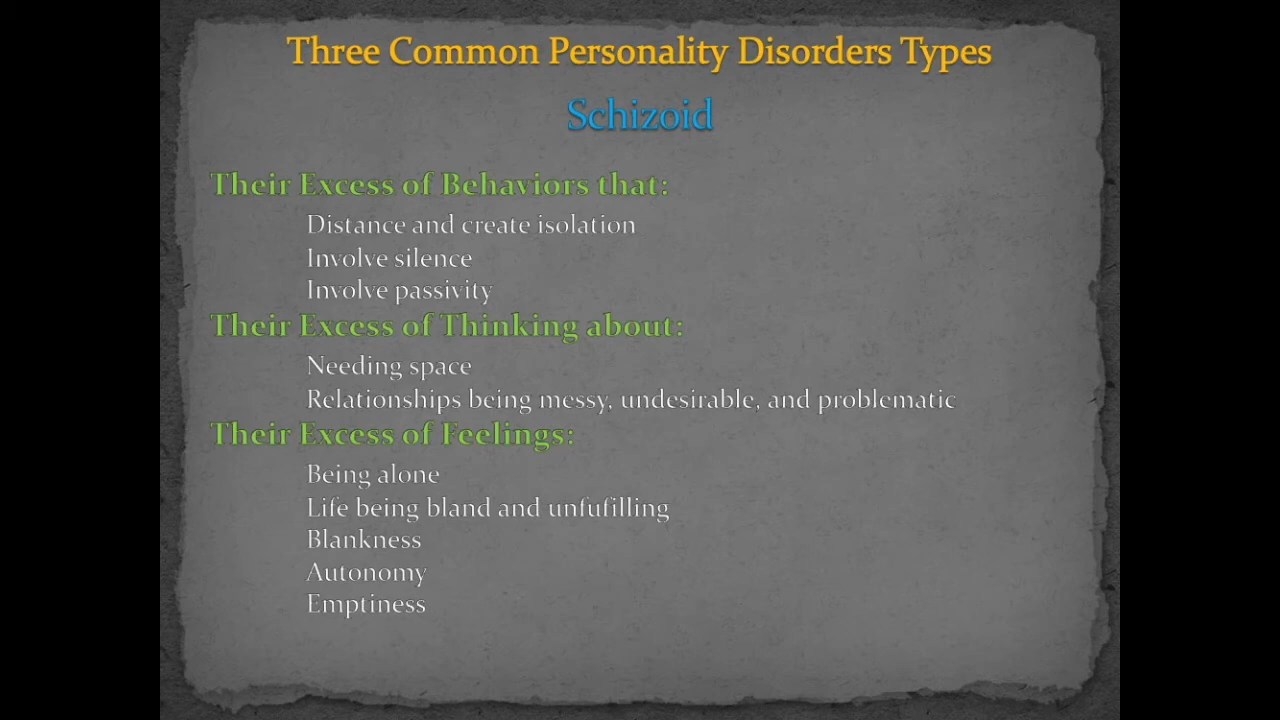 Three Common Personality Disorders Types
Schizoid
Their Excess of Behaviors that:
Distance and create isolation
Involve silence
Involve passivity
Their Excess of Thinking about:
Needing space
Relationships being messy, undesirable, and problematic
Their Excess of Feelings:
Being alone
Life being bland and unfufilling
Blankness
Autonomy
Emptiness